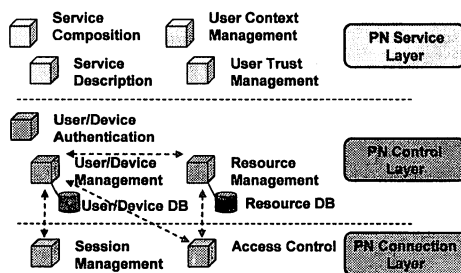 Service
Composition
User Context
Management
Service
Description
User Trust
Management
PN Service
Layer
User/Device
Authentication
User/Device
Management
Resource
Management
User/Device DB
Resource DB
PN Control
Layer
Session
Management
Access Control
PN Connection
Layer